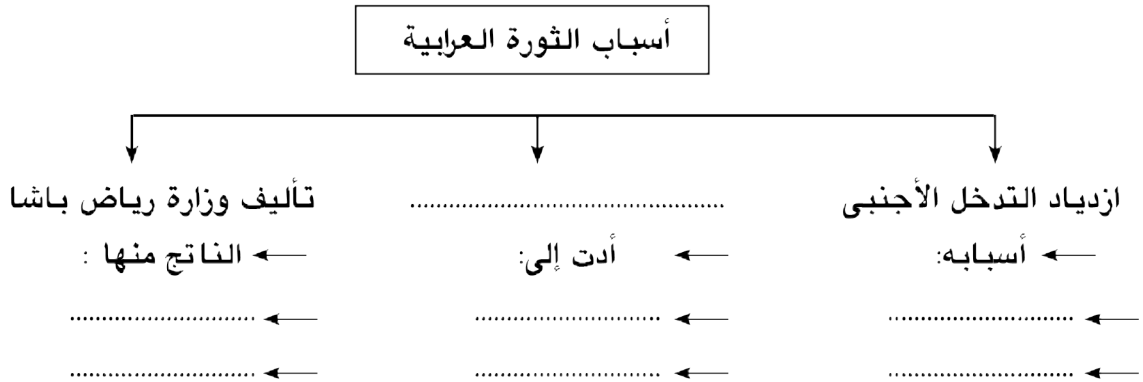 أسباب الثورة العرابية
ازدياد التدخل الأجنبى
أسبابه:
................................
................................
................................................
أدت إلى:
................................
................................
تأليف وزارة رياض باشا
الناتج منها :
................................
................................